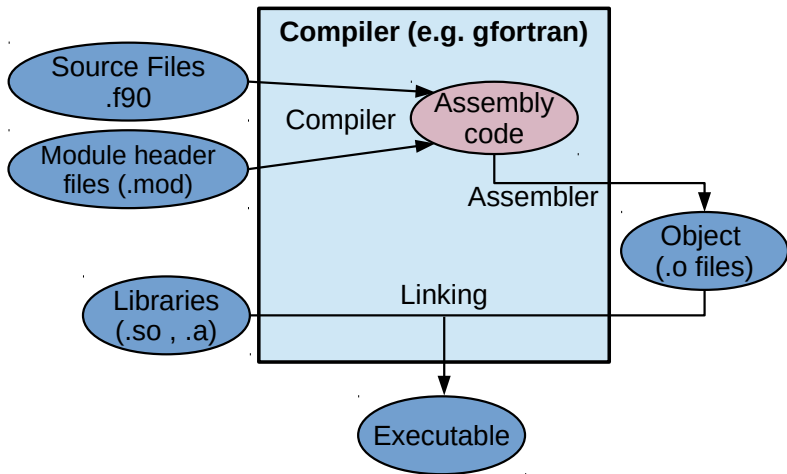 Compiler (e.g. gfortran)
Source Files
.f90
Assembly
code
Compiler
Module header
files (.mod)
Assembler
Object
(.o files)
Libraries
(.so , .a)
Linking
Executable